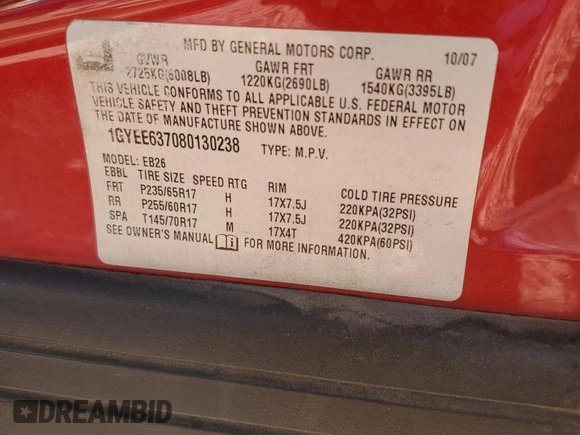 MFD BY GENERAL MOTORS CORP. 10/07
GVWR GAWR FRT GAWR RR
2725KG(6008LB) 1220KG(2690LB) 1540KG(3395LB)
THIS VEHICLE CONFORMS TO ALL APPLICABLE U.S. FEDERAL MOTOR
VEHICLE SAFETY AND THEFT PREVENTION STANDARDS IN EFFECT ON
THE DATE OF MANUFACTURE SHOWN ABOVE.
1GYEE637080130238 TYPE: M.P.V.
MODEL: EB26
EBBL TIRE SIZE SPEED RTG RIM COLD TIRE PRESSURE
FRT P235/65R17 H 17X7.5J 220KPA(32PSI)
RR P255/60R17 H 17X7.5J 220KPA(32PSI)
SPA T145/70R17 M 17X4T 420KPA(60PSI)
SEE OWNER'S MANUAL FOR MORE INFORMATION.
DREAMBID